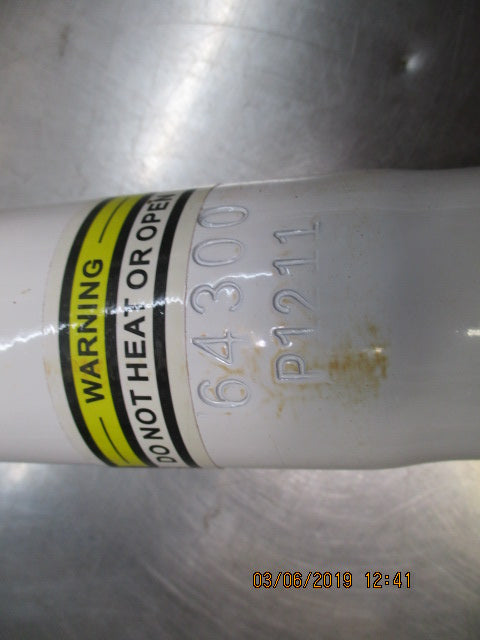 WARNING
DO NOT HEAT OR OPEN
64300
P1211
03/06/2019 12:41